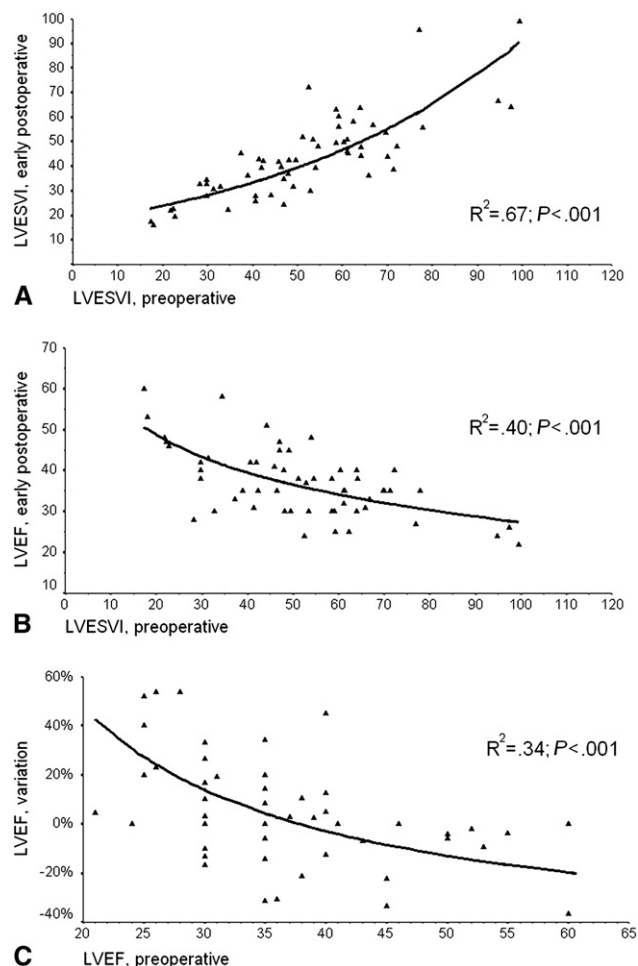 100
90
80
70
60
50
40
30
20
10
LVESVI, early postoperative
R²=.67; P<.001
0 10 20 30 40 50 60 70 80 90 100 110 120
A LVESVI, preoperative
70
60
50
40
30
20
10
LVEF, early postoperative
R²=.40; P<.001
0 10 20 30 40 50 60 70 80 90 100 110 120
B LVESVI, preoperative
60%
40%
20%
0%
-20%
-40%
LVEF, variation
R²=.34; P<.001
20 25 30 35 40 45 50 55 60 65
C LVEF, preoperative